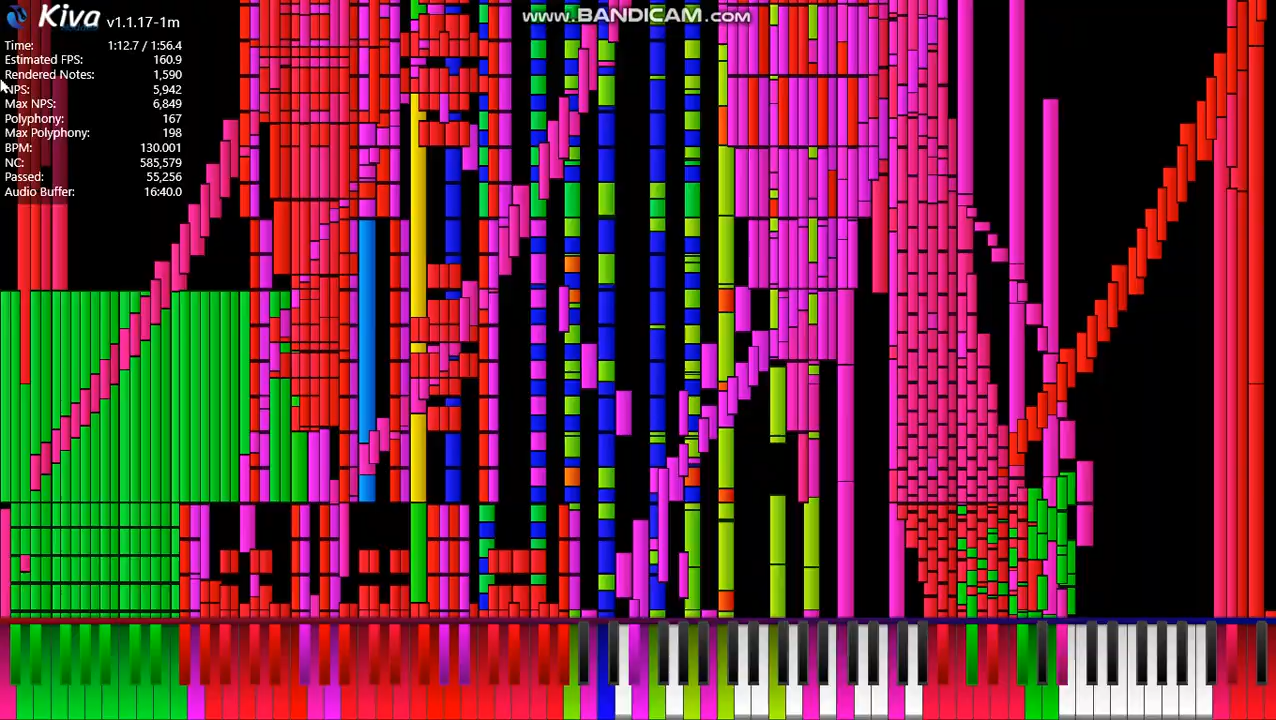 Kiva v1.1.17-1m
www.BANDICAM.com
Time: 1:12.7 / 1:56.4
Estimated FPS: 160.9
Rendered Notes: 1,590
NPS: 5,942
Max NPS: 6,849
Polyphony: 167
Max Polyphony: 198
BPM: 130.001
NC: 585,579
Passed: 55,256
Audio Buffer: 16:40.0